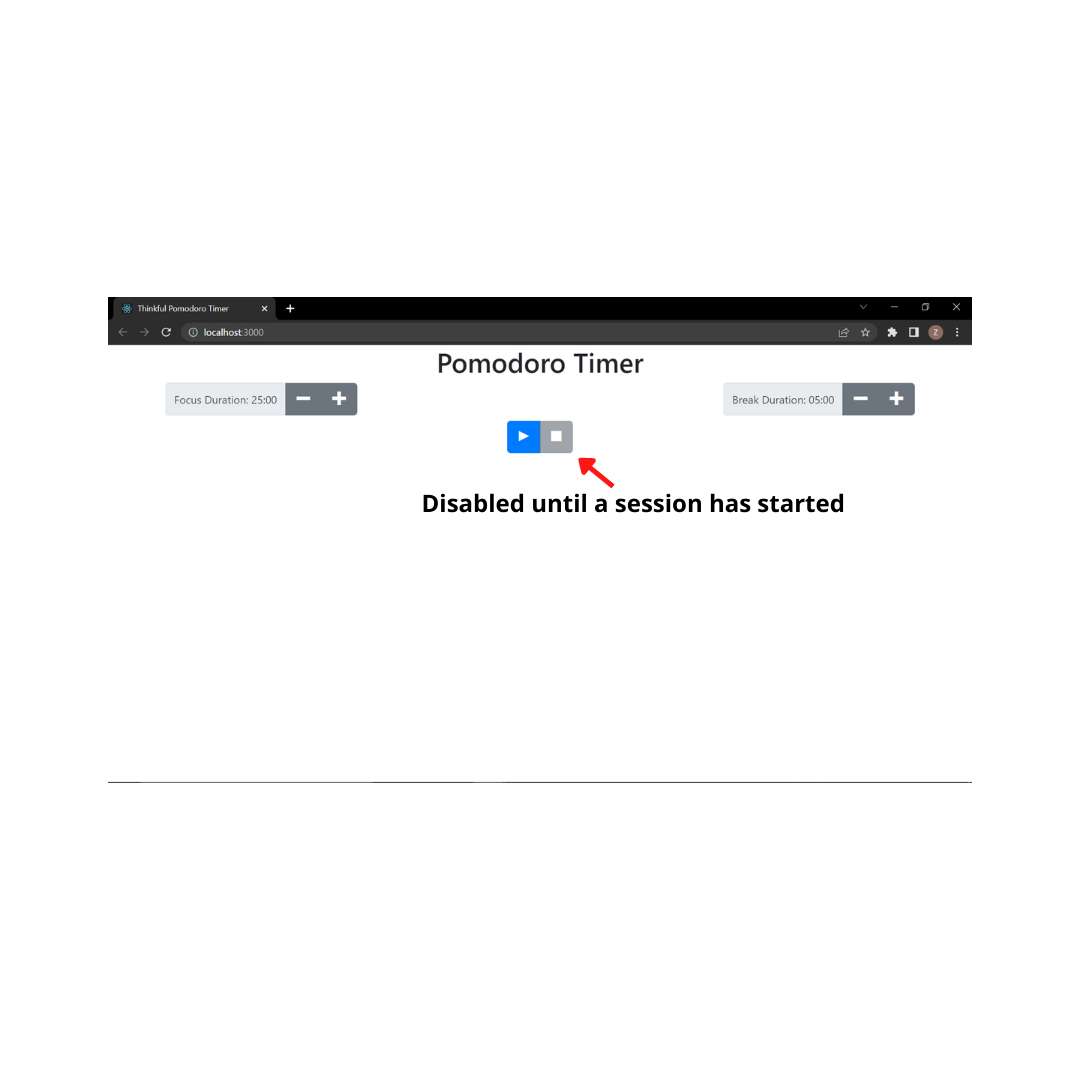 Thinkful Pomodoro Timer
localhost:3000
Z
Pomodoro Timer
Focus Duration: 25:00
Break Duration: 05:00
Disabled until a session has started